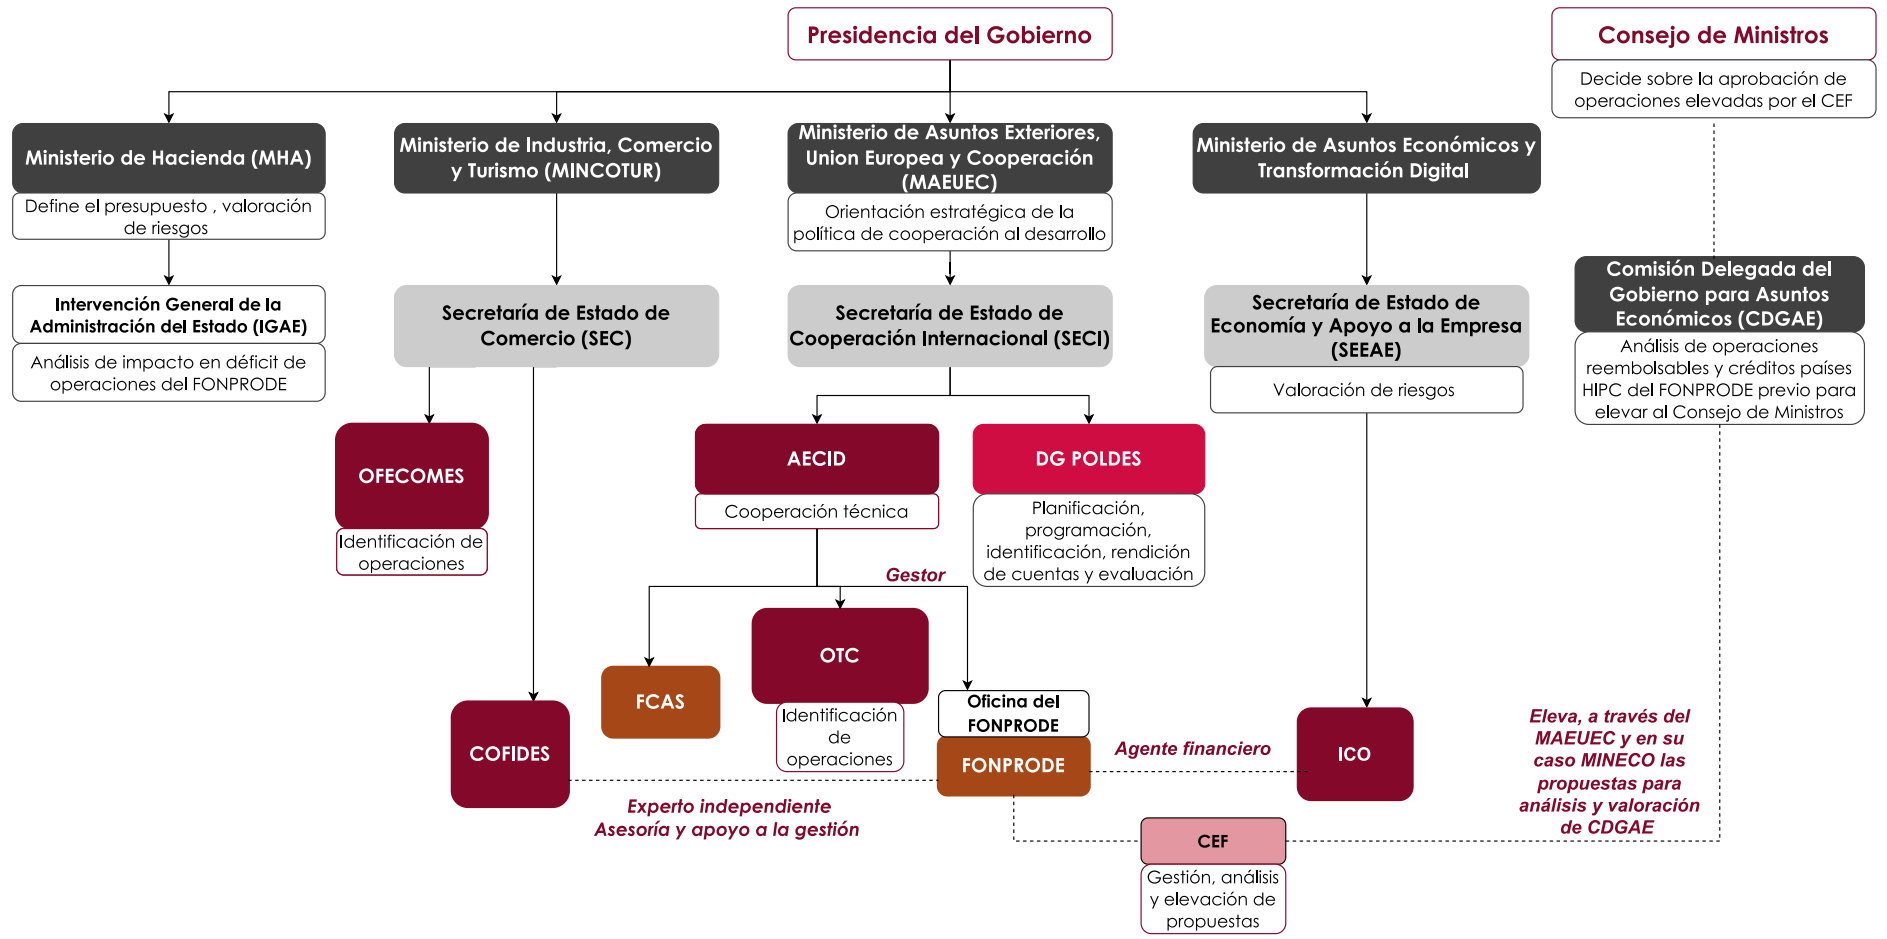 Presidencia del Gobierno
Consejo de Ministros
Decide sobre la aprobación de
operaciones elevadas por el CEF
Ministerio de Hacienda (MHA)
Define el presupuesto , valoración
de riesgos
Ministerio de Industria, Comercio
y Turismo (MINCOTUR)
Ministerio de Asuntos Exteriores,
Union Europea y Cooperación
(MAEUEC)
Orientación estratégica de la
política de cooperación al desarrollo
Ministerio de Asuntos Económicos y
Transformación Digital
Intervención General de la
Administración del Estado (IGAE)
Análisis de impacto en déficit de
operaciones del FONPRODE
Secretaría de Estado de
Comercio (SEC)
Secretaría de Estado de
Cooperación Internacional (SECI)
Secretaría de Estado de
Economía y Apoyo a la Empresa
(SEEAE)
Valoración de riesgos
Comisión Delegada del
Gobierno para Asuntos
Económicos (CDGAE)
Análisis de operaciones
reembolsables y créditos países
HIPC del FONPRODE previo para
elevar al Consejo de Ministros
OFECOMES
Identificación de
operaciones
AECID
Cooperación técnica
DG POLDES
Planificación,
programación,
identificación, rendición
de cuentas y evaluación
Gestor
FCAS
OTC
Identificación
de
operaciones
Oficina del
FONPRODE
FONPRODE
COFIDES
Experto independiente
Asesoría y apoyo a la gestión
Agente financiero
ICO
Eleva, a través del
MAEUEC y en su
caso MINECO las
propuestas para
análisis y valoración
de CDGAE
CEF
Gestión, análisis
y elevación de
propuestas